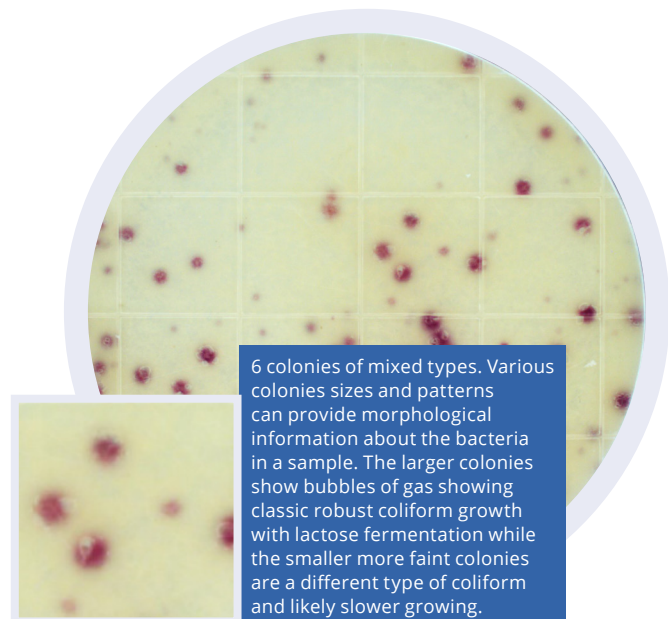 6 colonies of mixed types. Various
colonies sizes and patterns
can provide morphological
information about the bacteria
in a sample. The larger colonies
show bubbles of gas showing
classic robust coliform growth
with lactose fermentation while
the smaller more faint colonies
are a different type of coliform
and likely slower growing.